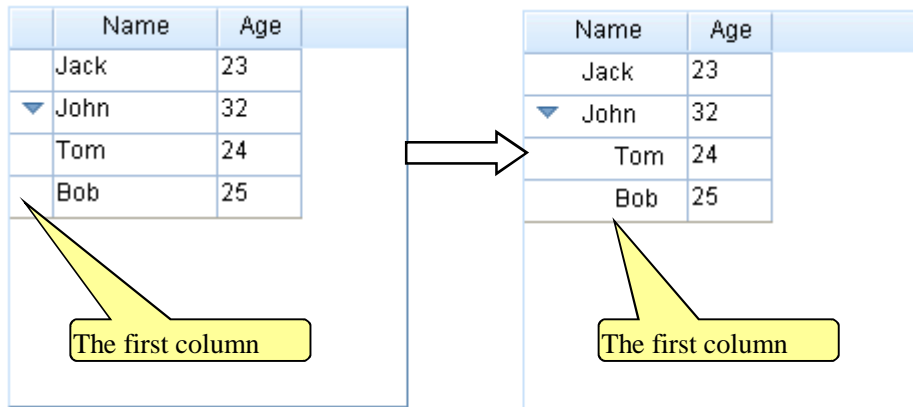 Name Age
Jack 23
John 32
Tom 24
Bob 25
The first column
Name Age
Jack 23
John 32
Tom 24
Bob 25
The first column